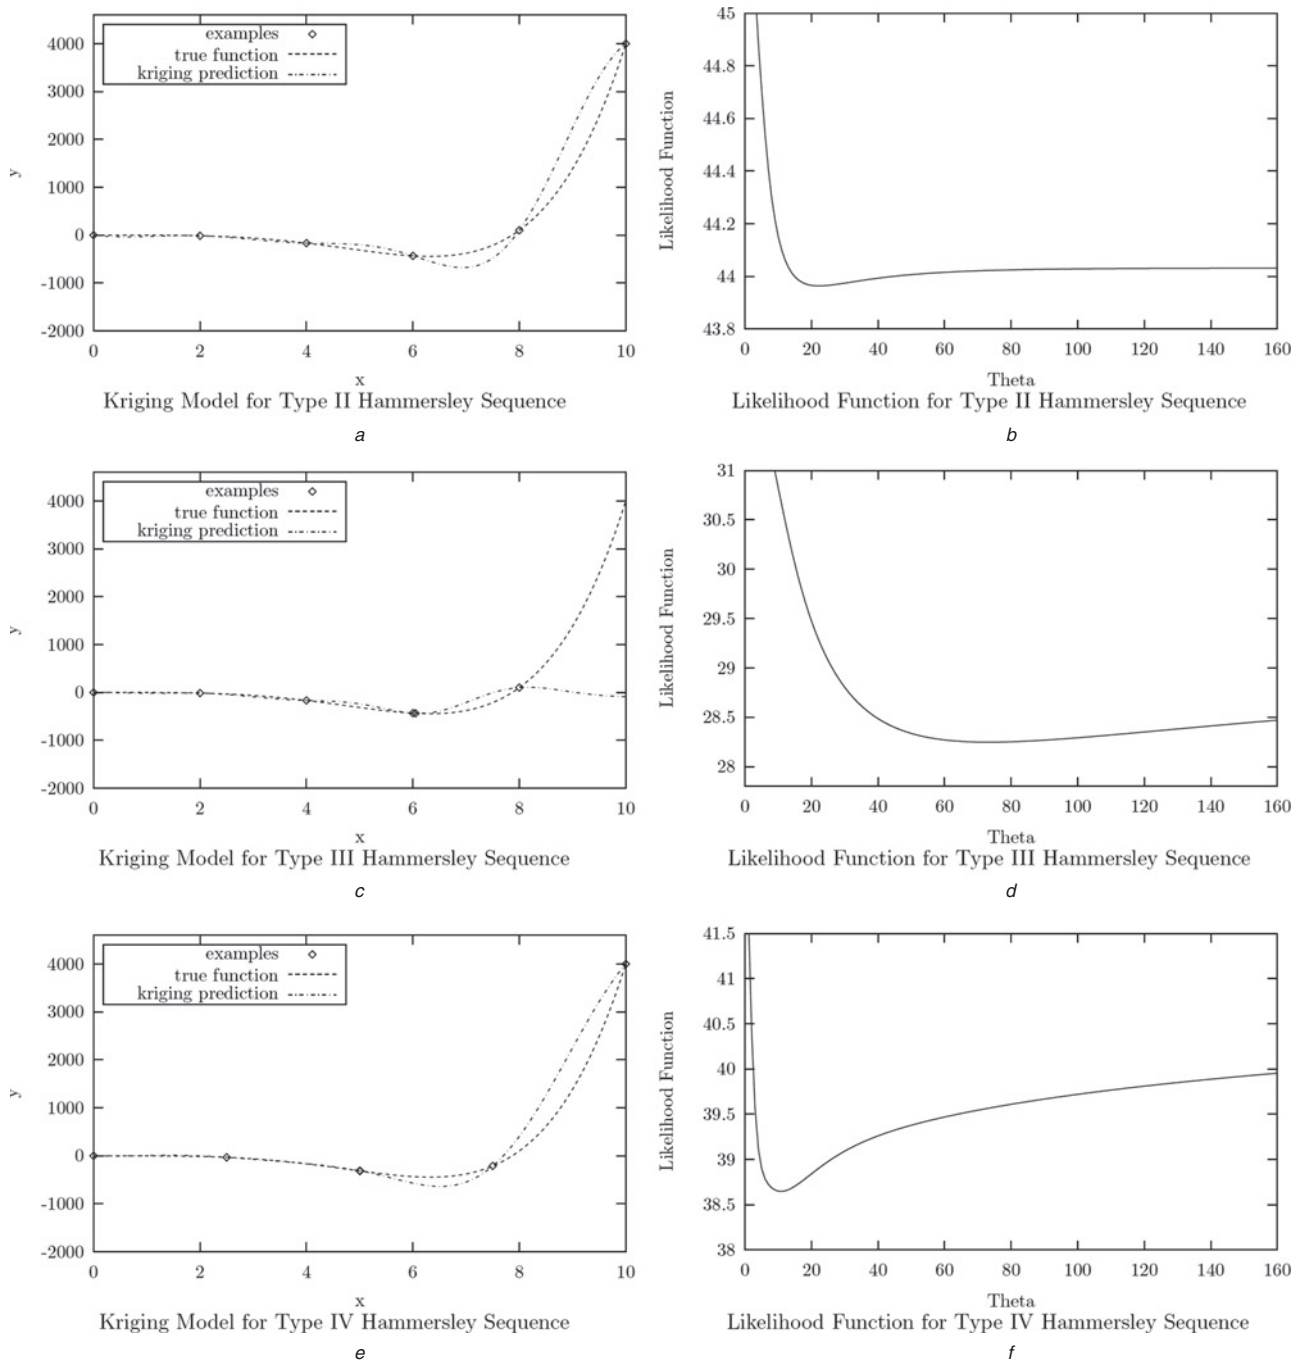 4000
3000
2000
1000
0
-1000
-2000
y
examples
true function
kriging prediction
0 2 4 6 8 10
x
Kriging Model for Type II Hammersley Sequence
a
45
44.8
44.6
44.4
44.2
44
43.8
Likelihood Function
0 20 40 60 80 100 120 140 160
Theta
Likelihood Function for Type II Hammersley Sequence
b
4000
3000
2000
1000
0
-1000
-2000
y
examples
true function
kriging prediction
0 2 4 6 8 10
x
Kriging Model for Type III Hammersley Sequence
c
31
30.5
30
29.5
29
28.5
28
Likelihood Function
0 20 40 60 80 100 120 140 160
Theta
Likelihood Function for Type III Hammersley Sequence
d
4000
3000
2000
1000
0
-1000
-2000
y
examples
true function
kriging prediction
0 2 4 6 8 10
x
Kriging Model for Type IV Hammersley Sequence
e
41.5
41
40.5
40
39.5
39
38.5
38
Likelihood Function
0 20 40 60 80 100 120 140 160
Theta
Likelihood Function for Type IV Hammersley Sequence
f